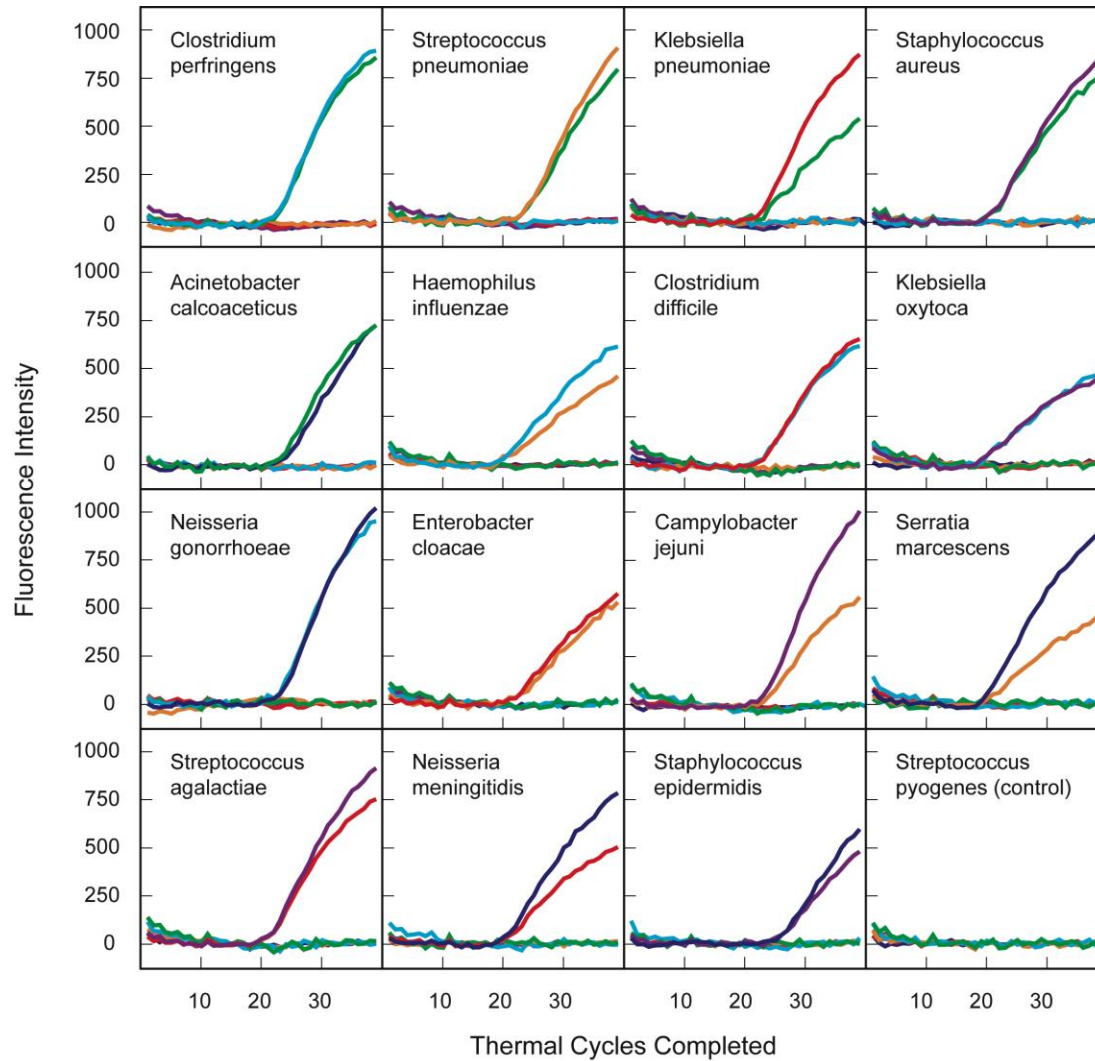 Clostridium
perfringens
Streptococcus
pneumoniae
Klebsiella
pneumoniae
Staphylococcus
aureus
1000
750
500
250
0
Acinetobacter
calcoaceticus
Haemophilus
influenzae
Clostridium
difficile
Klebsiella
oxytoca
1000
750
500
250
0
Fluorescence Intensity
Neisseria
gonorrhoeae
Enterobacter
cloacae
Campylobacter
jejuni
Serratia
marcescens
1000
750
500
250
0
Streptococcus
agalactiae
Neisseria
meningitidis
Staphylococcus
epidermidis
Streptococcus
pyogenes (control)
1000
750
500
250
0
10 20 30 10 20 30 10 20 30 10 20 30
Thermal Cycles Completed